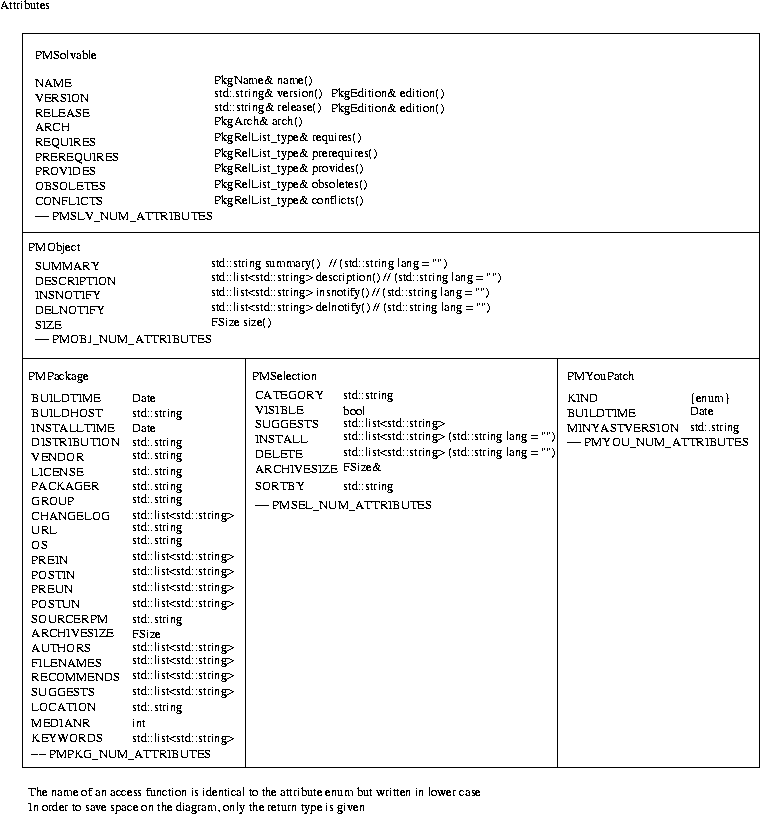 Attributes
PMSolvable
NAME PkgName& name()
VERSION std::string& version() PkgEdition& edition()
RELEASE std::string& release() PkgEdition& edition()
ARCH PkgArch& arch()
REQUIRES PkgRelList_type& requires()
PREREQUIRES PkgRelList_type& prerequires()
PROVIDES PkgRelList_type& provides()
OBSOLETES PkgRelList_type& obsoletes()
CONFLICTS PkgRelList_type& conflicts()
— PMSLV_NUM_ATTRIBUTES
PMObject
SUMMARY std::string summary() // (std::string lang = "")
DESCRIPTION std::list<std::string> description() // (std::string lang = "")
INSNOTIFY std::list<std::string> insnotify() // (std::string lang = "")
DELNOTIFY std::list<std::string> delnotify() // (std::string lang = "")
SIZE FSize size()
— PMOBJ_NUM_ATTRIBUTES
PMPackage
BUILDTIME Date
BUILDHOST std::string
INSTALLTIME Date
DISTRIBUTION std::string
VENDOR std::string
LICENSE std::string
PACKAGER std::string
GROUP std::string
CHANGELOG std::list<std::string>
URL std::string
OS std::string
PREIN std::list<std::string>
POSTIN std::list<std::string>
PREUN std::list<std::string>
POSTUN std::list<std::string>
SOURCERPM std::string
ARCHIVESIZE FSize
AUTHORS std::list<std::string>
FILENAMES std::list<std::string>
RECOMMENDS std::list<std::string>
SUGGESTS std::list<std::string>
LOCATION std::string
MEDIANR int
KEYWORDS std::list<std::string>
— PMPKG_NUM_ATTRIBUTES
PMSelection
CATEGORY std::string
VISIBLE bool
SUGGESTS std::list<std::string>
INSTALL std::list<std::string> (std::string lang = "")
DELETE std::list<std::string> (std::string lang = "")
ARCHIVESIZE FSize&
SORTBY std::string
— PMSEL_NUM_ATTRIBUTES
PMYouPatch
KIND {enum}
BUILDTIME Date
MINYASTVERSION std::string
— PMYOU_NUM_ATTRIBUTES
The name of an access function is identical to the attribute enum but written in lower case
In order to save space on the diagram, only the return type is given